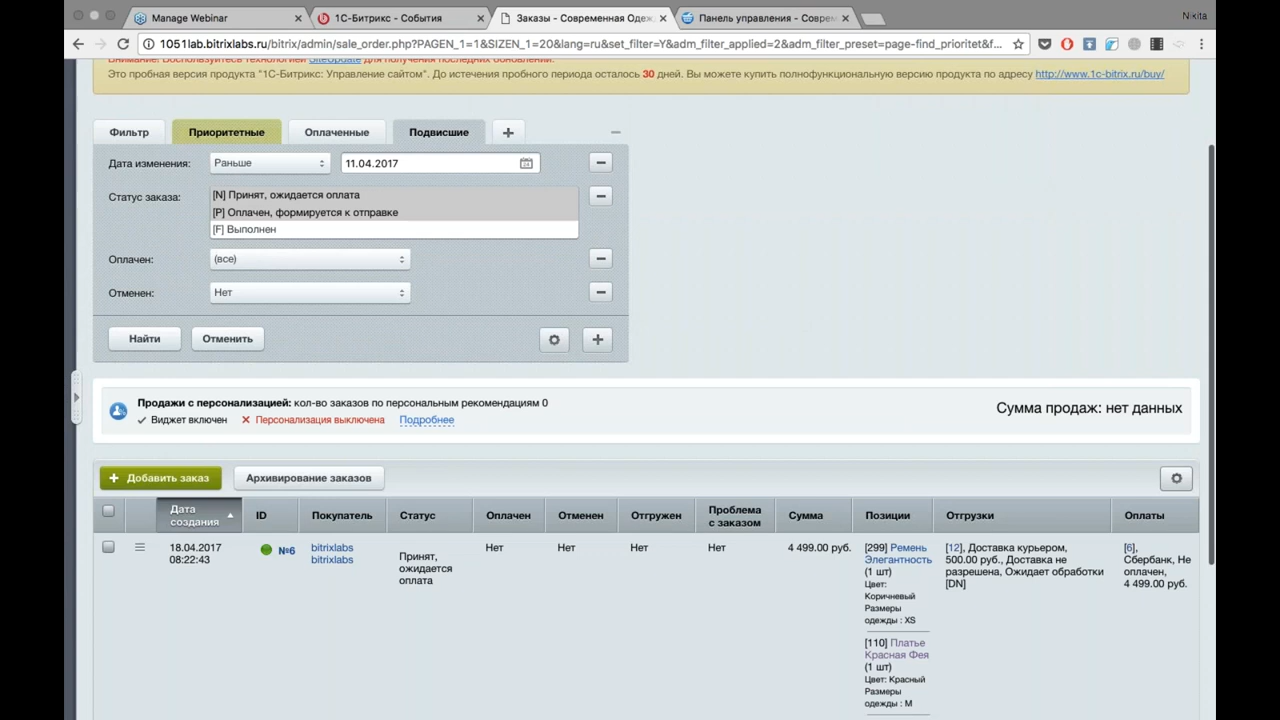 Manage Webinar
1С-Битрикс - События
Заказы - Современная Одеж
Панель управления - Совром
Nikita
1051lab.bitrixlabs.ru/bitrix/admin/sale_order.php?PAGEN_1=1&SIZEN_1=20&lang=ru&set_filter=Y&adm_filter_applied=2&adm_filter_preset=page-find_prioritet&f...
Внимание! Воспользуйтесь технологией SiteUpdate для получения последних обновлений.
Это пробная версия продукта "1С-Битрикс: Управление сайтом". До истечения пробного периода осталось 30 дней. Вы можете купить полнофункциональную версию продукта по адресу http://www.1c-bitrix.ru/buy/
Фильтр
Приоритетные
Оплаченные
Подвисшие
Дата изменения:
Раньше
11.04.2017
Статус заказа:
[N] Принят, ожидается оплата
[P] Оплачен, формируется к отправке
[F] Выполнен
Оплачен:
(все)
Отменен:
Нет
Найти
Отменить
Продажи с персонализацией: кол-во заказов по персональным рекомендациям 0
Виджет включен
Персонализация выключена
Подробнее
Сумма продаж: нет данных
Добавить заказ
Архивирование заказов
Дата создания
ID
Покупатель
Статус
Оплачен
Отменен
Отгружен
Проблема с заказом
Сумма
Позиции
Отгрузки
Оплаты
18.04.2017
08:22:43
№6
bitrixlabs
bitrixlabs
Принят,
ожидается
оплата
Нет
Нет
Нет
Нет
4 499.00 руб.
[299] Ремень
Элегантность
(1 шт)
Цвет:
Коричневый
Размеры
одежды : XS
[110] Платье
Красная Фея
(1 шт)
Цвет: Красный
Размеры
одежды : M
[12], Доставка курьером,
500.00 руб., Доставка не
разрешена, Ожидает обработки
[DN]
[6],
Сбербанк, Не
оплачен,
4 499.00 руб.